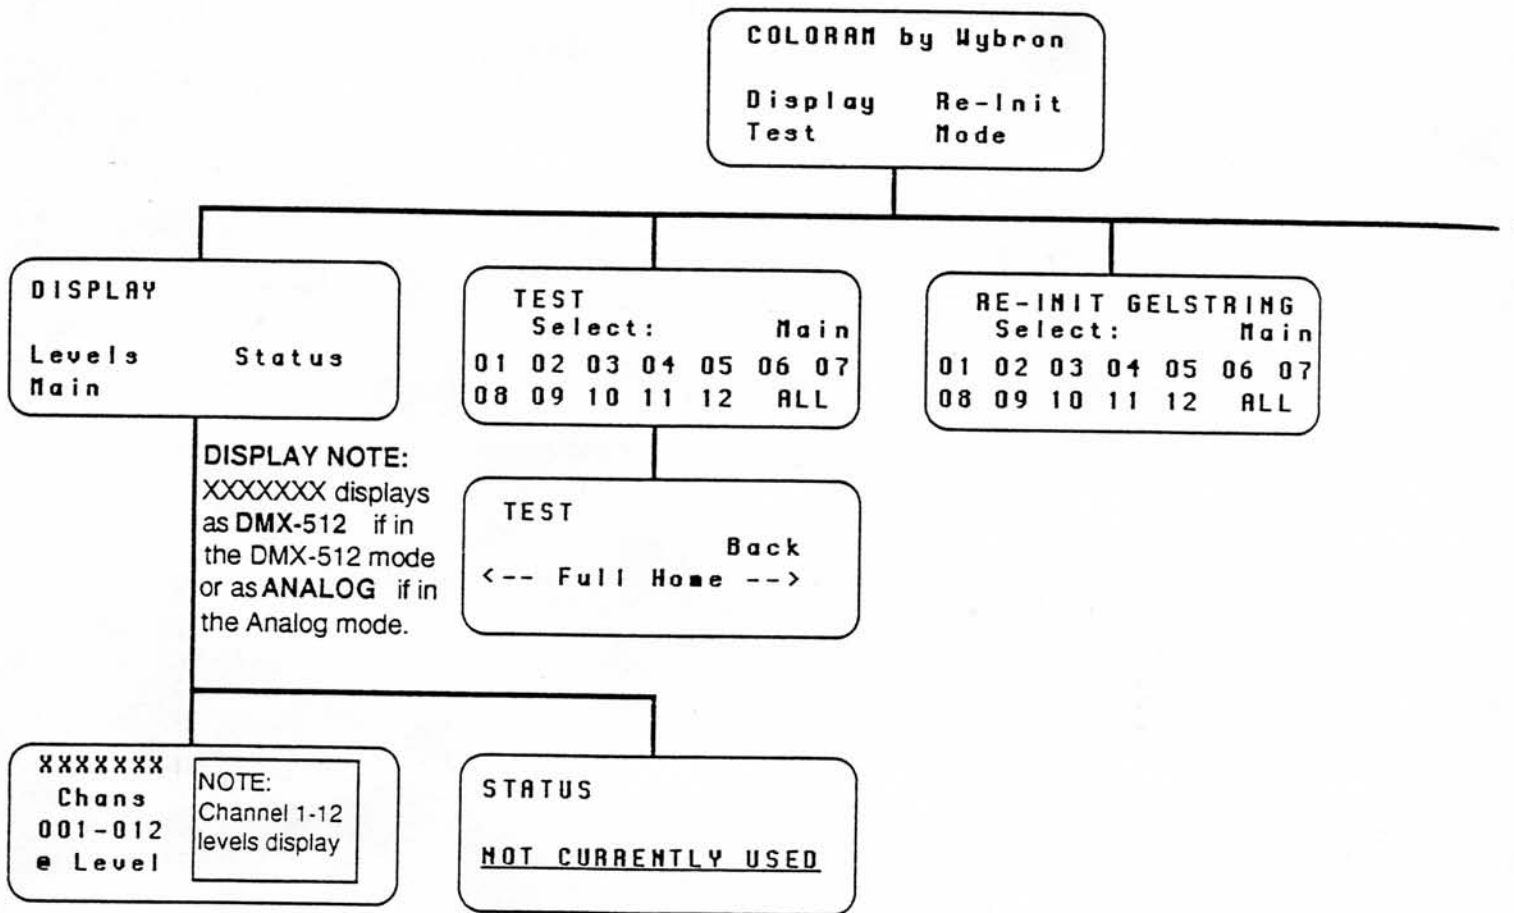 COLORAM by Wybron
Display Re-Init
Test Mode
DISPLAY
Levels Status
Main
TEST
Select: Main
01 02 03 04 05 06 07
08 09 10 11 12 ALL
RE-INIT GELSTRING
Select: Main
01 02 03 04 05 06 07
08 09 10 11 12 ALL
DISPLAY NOTE:
XXXXXXX displays
as DMX-512 if in
the DMX-512 mode
or as ANALOG if in
the Analog mode.
TEST
Back
<-- Full Home -->
XXXXXXX
Chans
001-012
@ Level
NOTE:
Channel 1-12
levels display
STATUS
NOT CURRENTLY USED